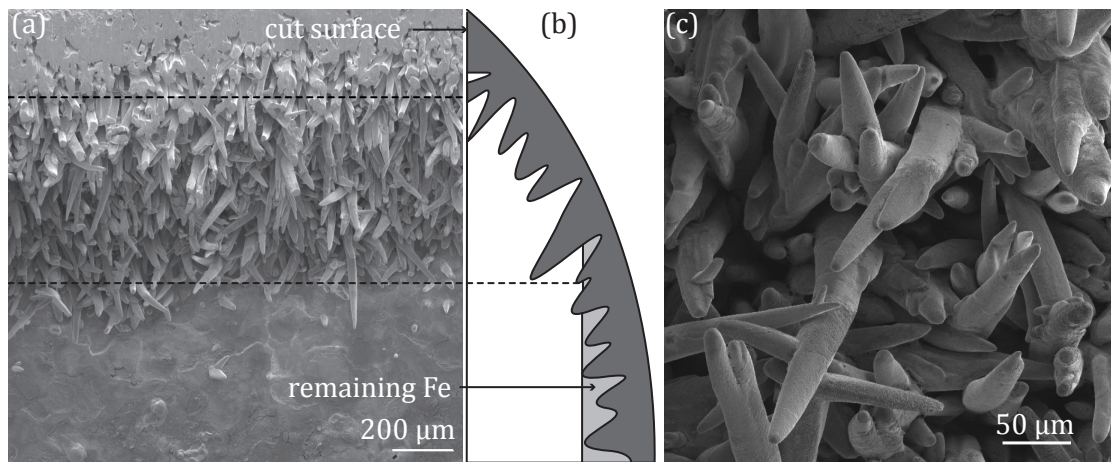 (a)
cut surface
(b)
(c)
remaining Fe
200 μm
50 μm